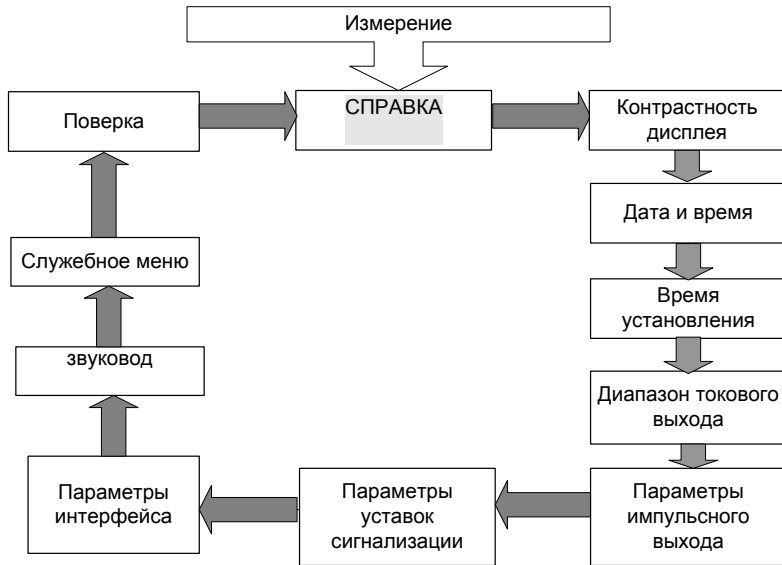 Измерение
СПРАВКА
Контрастность
дисплея
Дата и время
Время
установления
Диапазон токового
выхода
Параметры
импульсного
выхода
Параметры
уставок
сигнализации
Параметры
интерфейса
звуковод
Служебное меню
Поверка